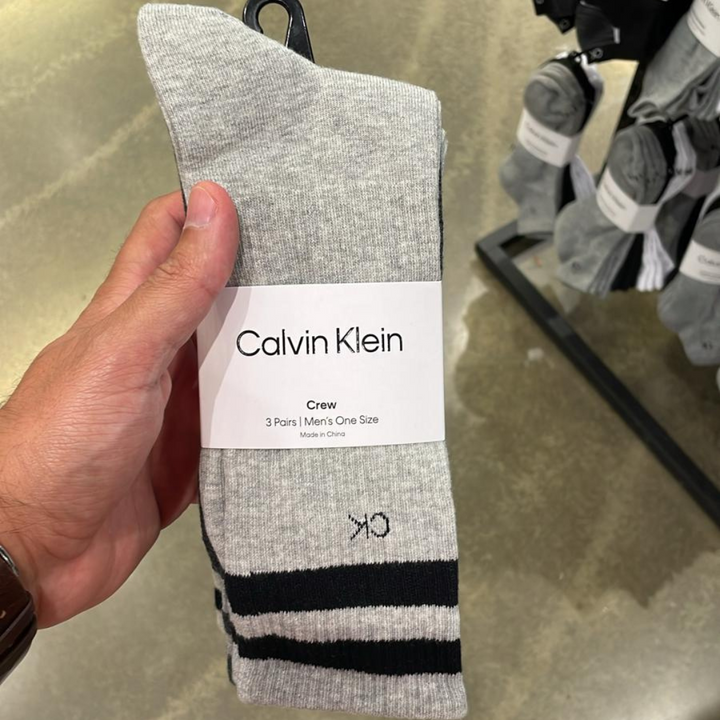 Calvin Klein
Crew
3 Pairs | Men's One Size
Made in China
CK